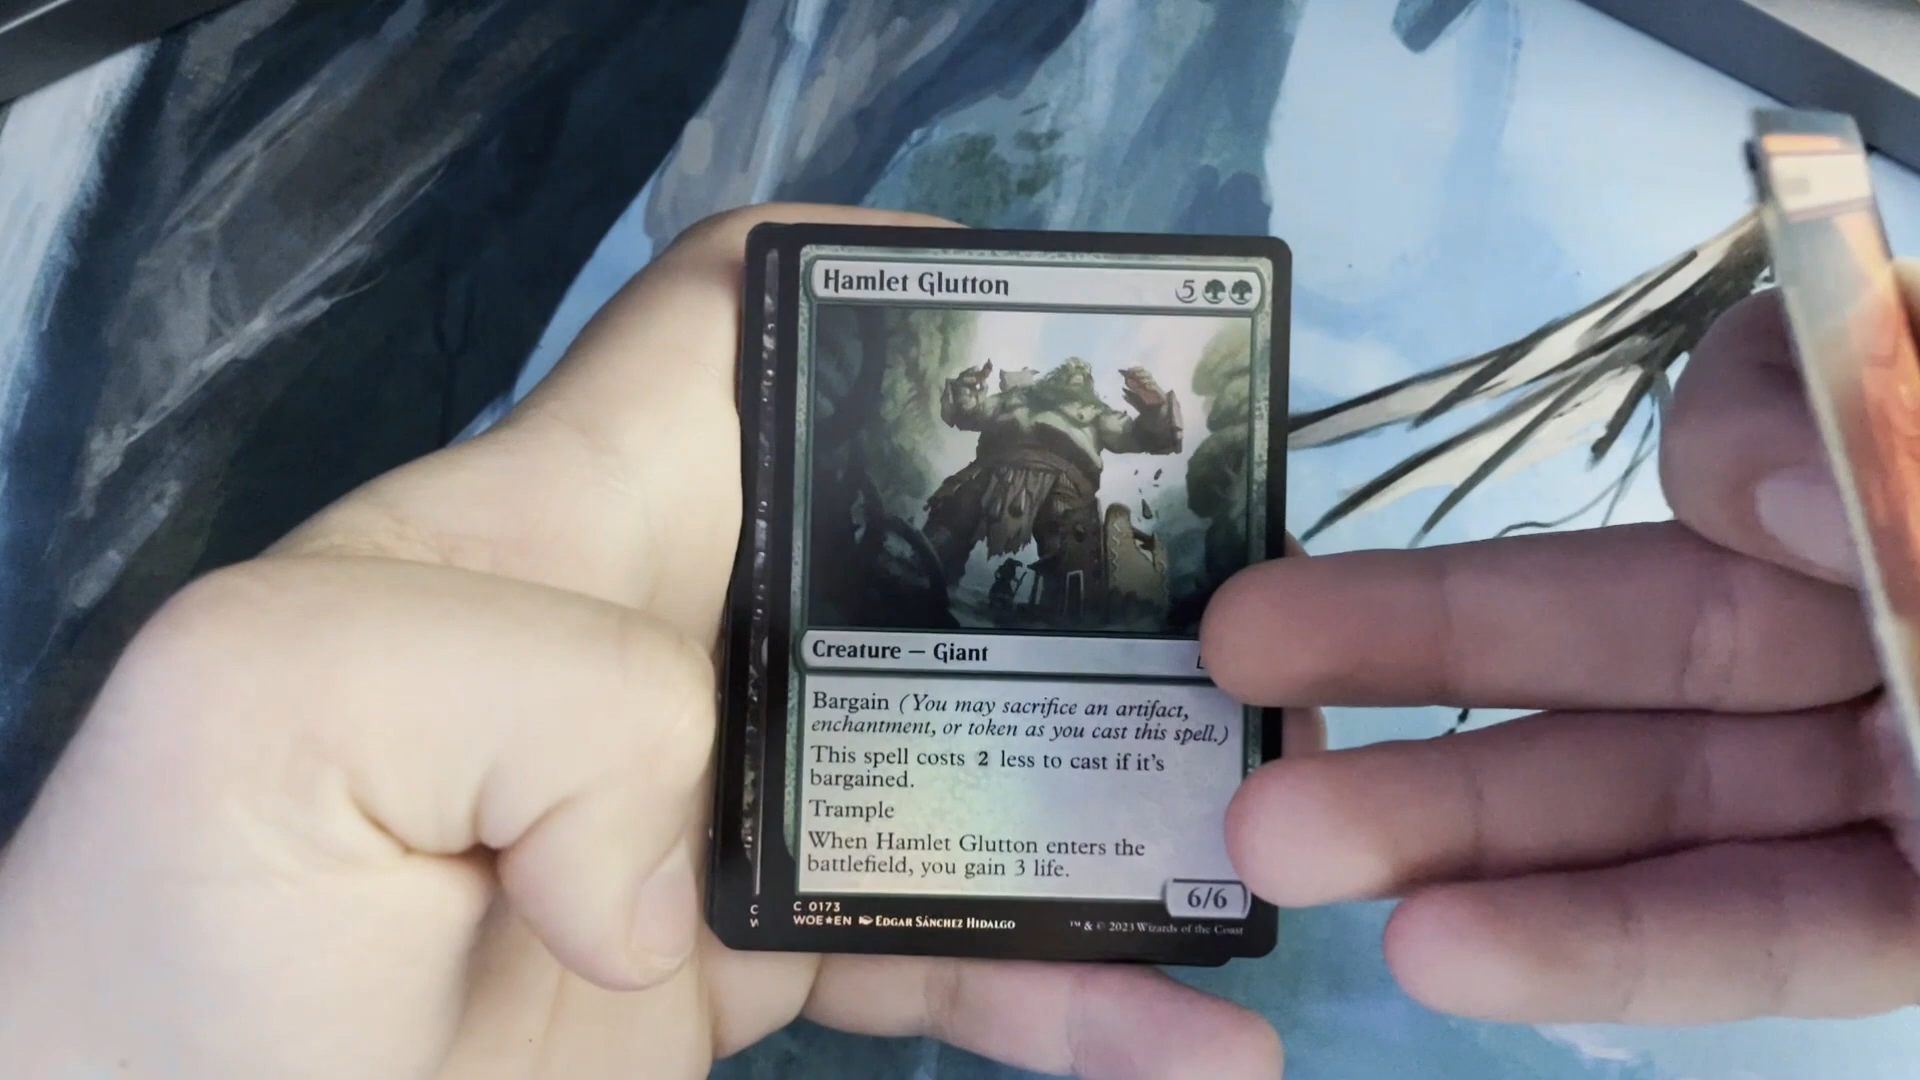 Hamlet Glutton 5
Creature — Giant
Bargain (You may sacrifice an artifact,
enchantment, or token as you cast this spell.)
This spell costs 2 less to cast if it's
bargained.
Trample
When Hamlet Glutton enters the
battlefield, you gain 3 life.
6/6
C 0173
WOE★EN Edgar Sánchez Hidalgo
™ & © 2023 Wizards of the Coast
C